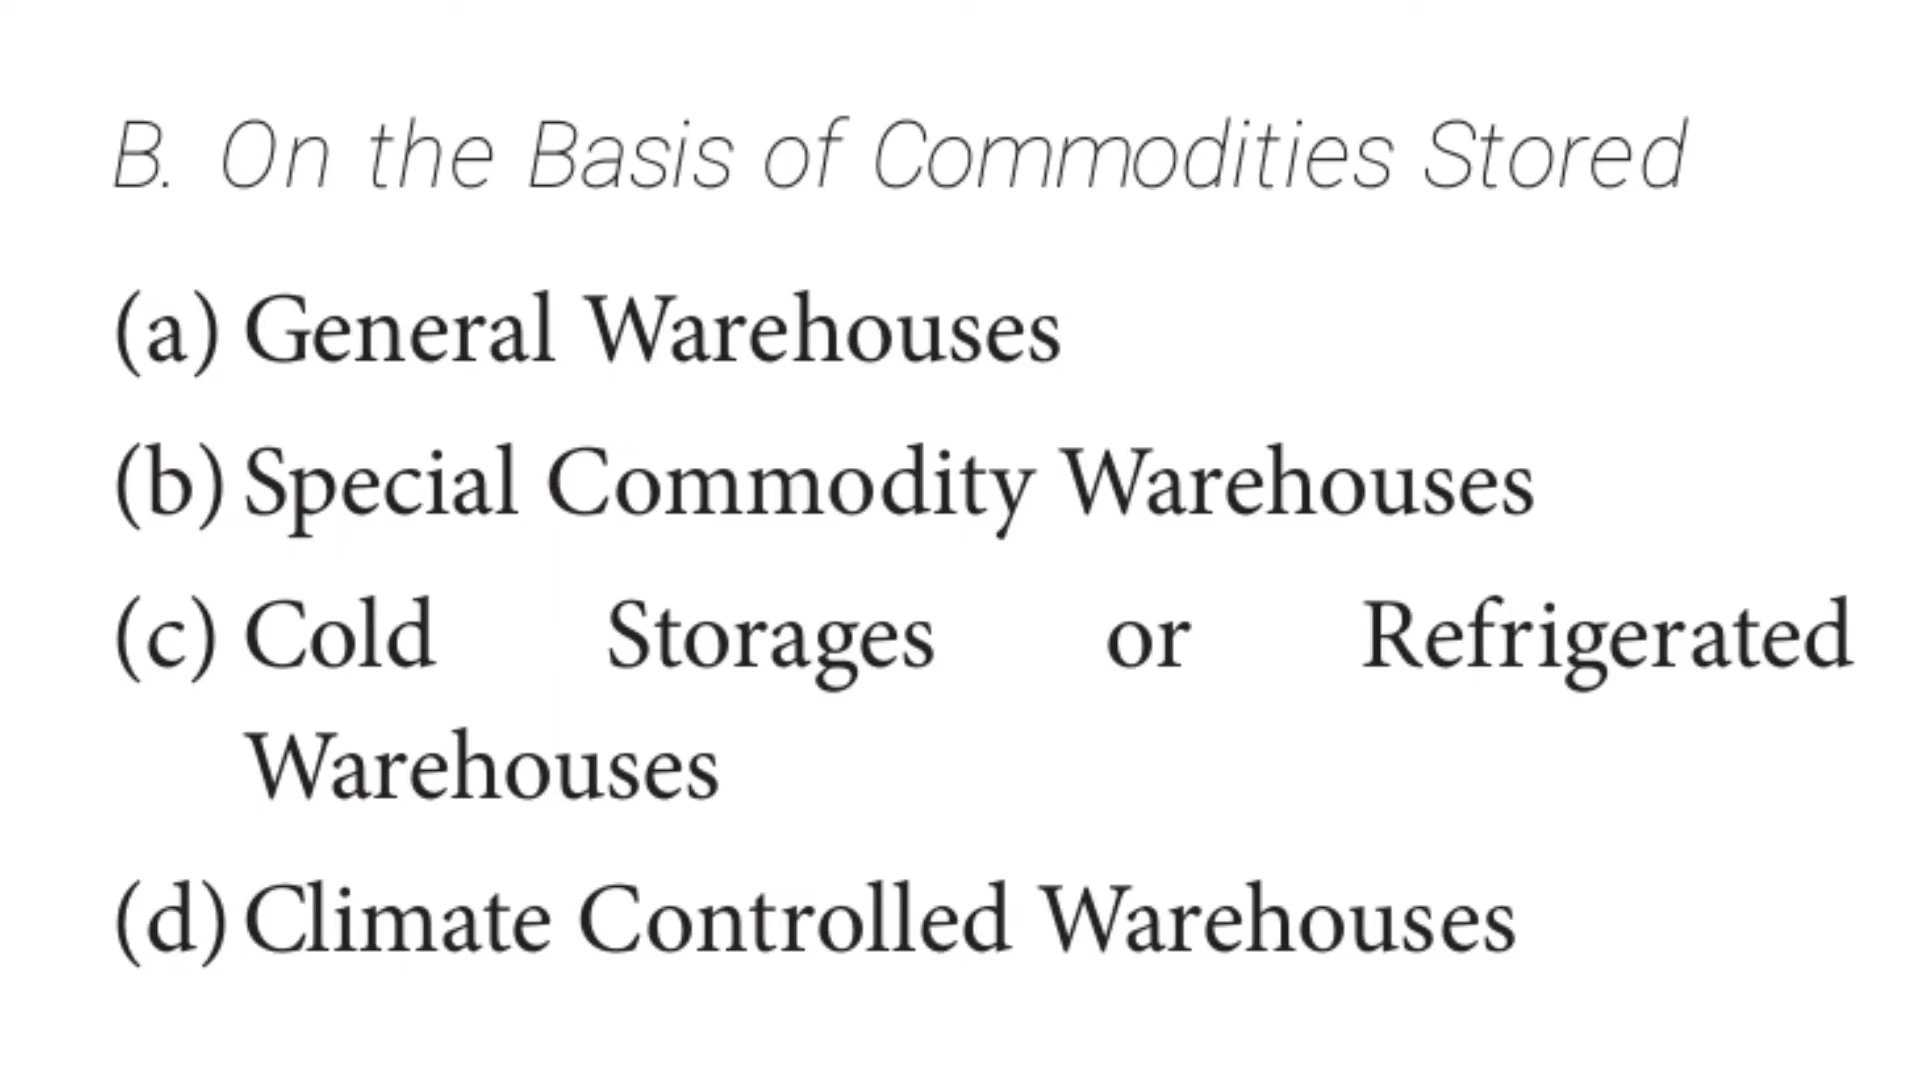 B. On the Basis of Commodities Stored
(a) General Warehouses
(b) Special Commodity Warehouses
(c) Cold Storages or Refrigerated
Warehouses
(d) Climate Controlled Warehouses